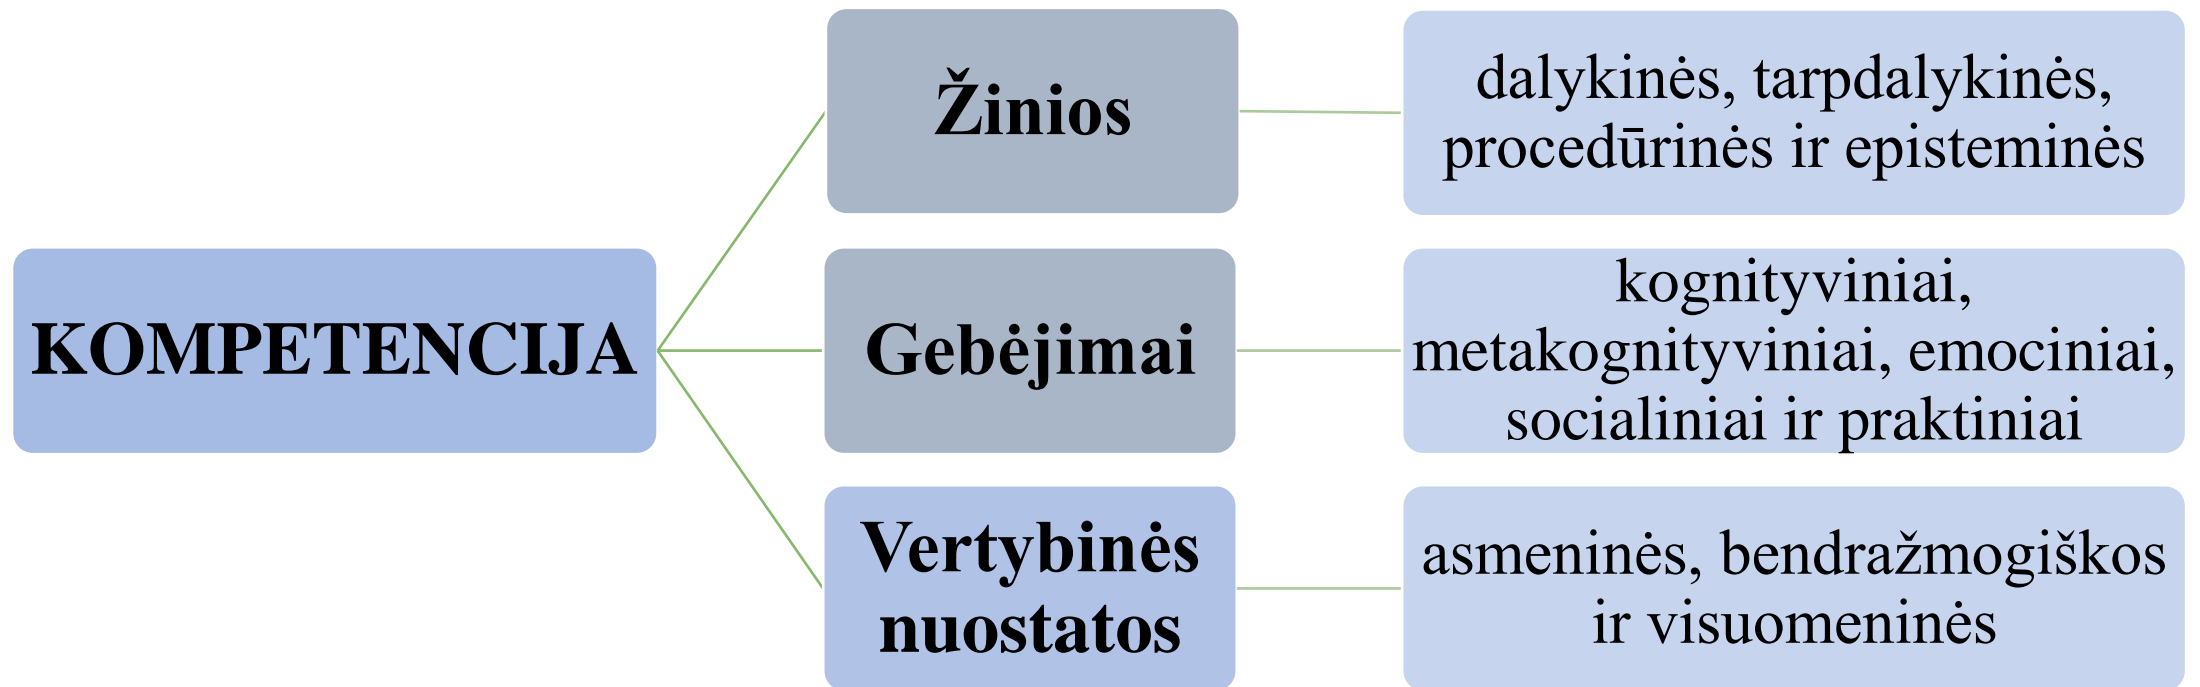 KOMPETENCIJA
Žinios
dalykinės, tarpdalykinės,
procedūrinės ir episteminės
Gebėjimai
kognityviniai,
metakognityviniai, emociniai,
socialiniai ir praktiniai
Vertybinės
nuostatos
asmeninės, bendražmogiškos
ir visuomeninės